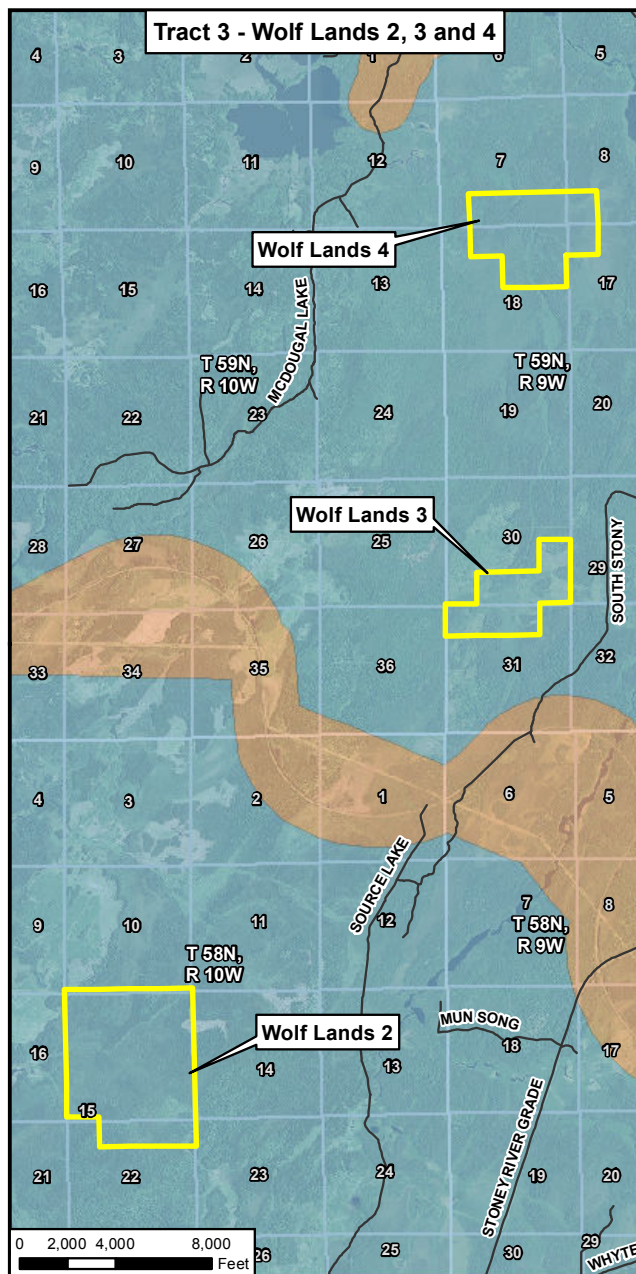 Tract 3 - Wolf Lands 2, 3 and 4
4 3 2 1 6 5
9 10 11 12 7 8
Wolf Lands 4
16 15 14 13 18 17
MCDOUGAL LAKE
T 59N,
R 10W
T 59N,
R 9W
21 22 23 24 19 20
Wolf Lands 3
28 27 26 25 30 29
SOUTH STONY
33 34 35 36 31 32
4 3 2 1 6 5
SOURCE LAKE
9 10 11 12 7 8
T 58N,
R 10W
T 58N,
R 9W
MUN SONG
Wolf Lands 2
16 15 14 13 18 17
STONEY RIVER GRADE
21 22 23 24 19 20
26 25 30 29
WHYTE
0 2,000 4,000 8,000
Feet